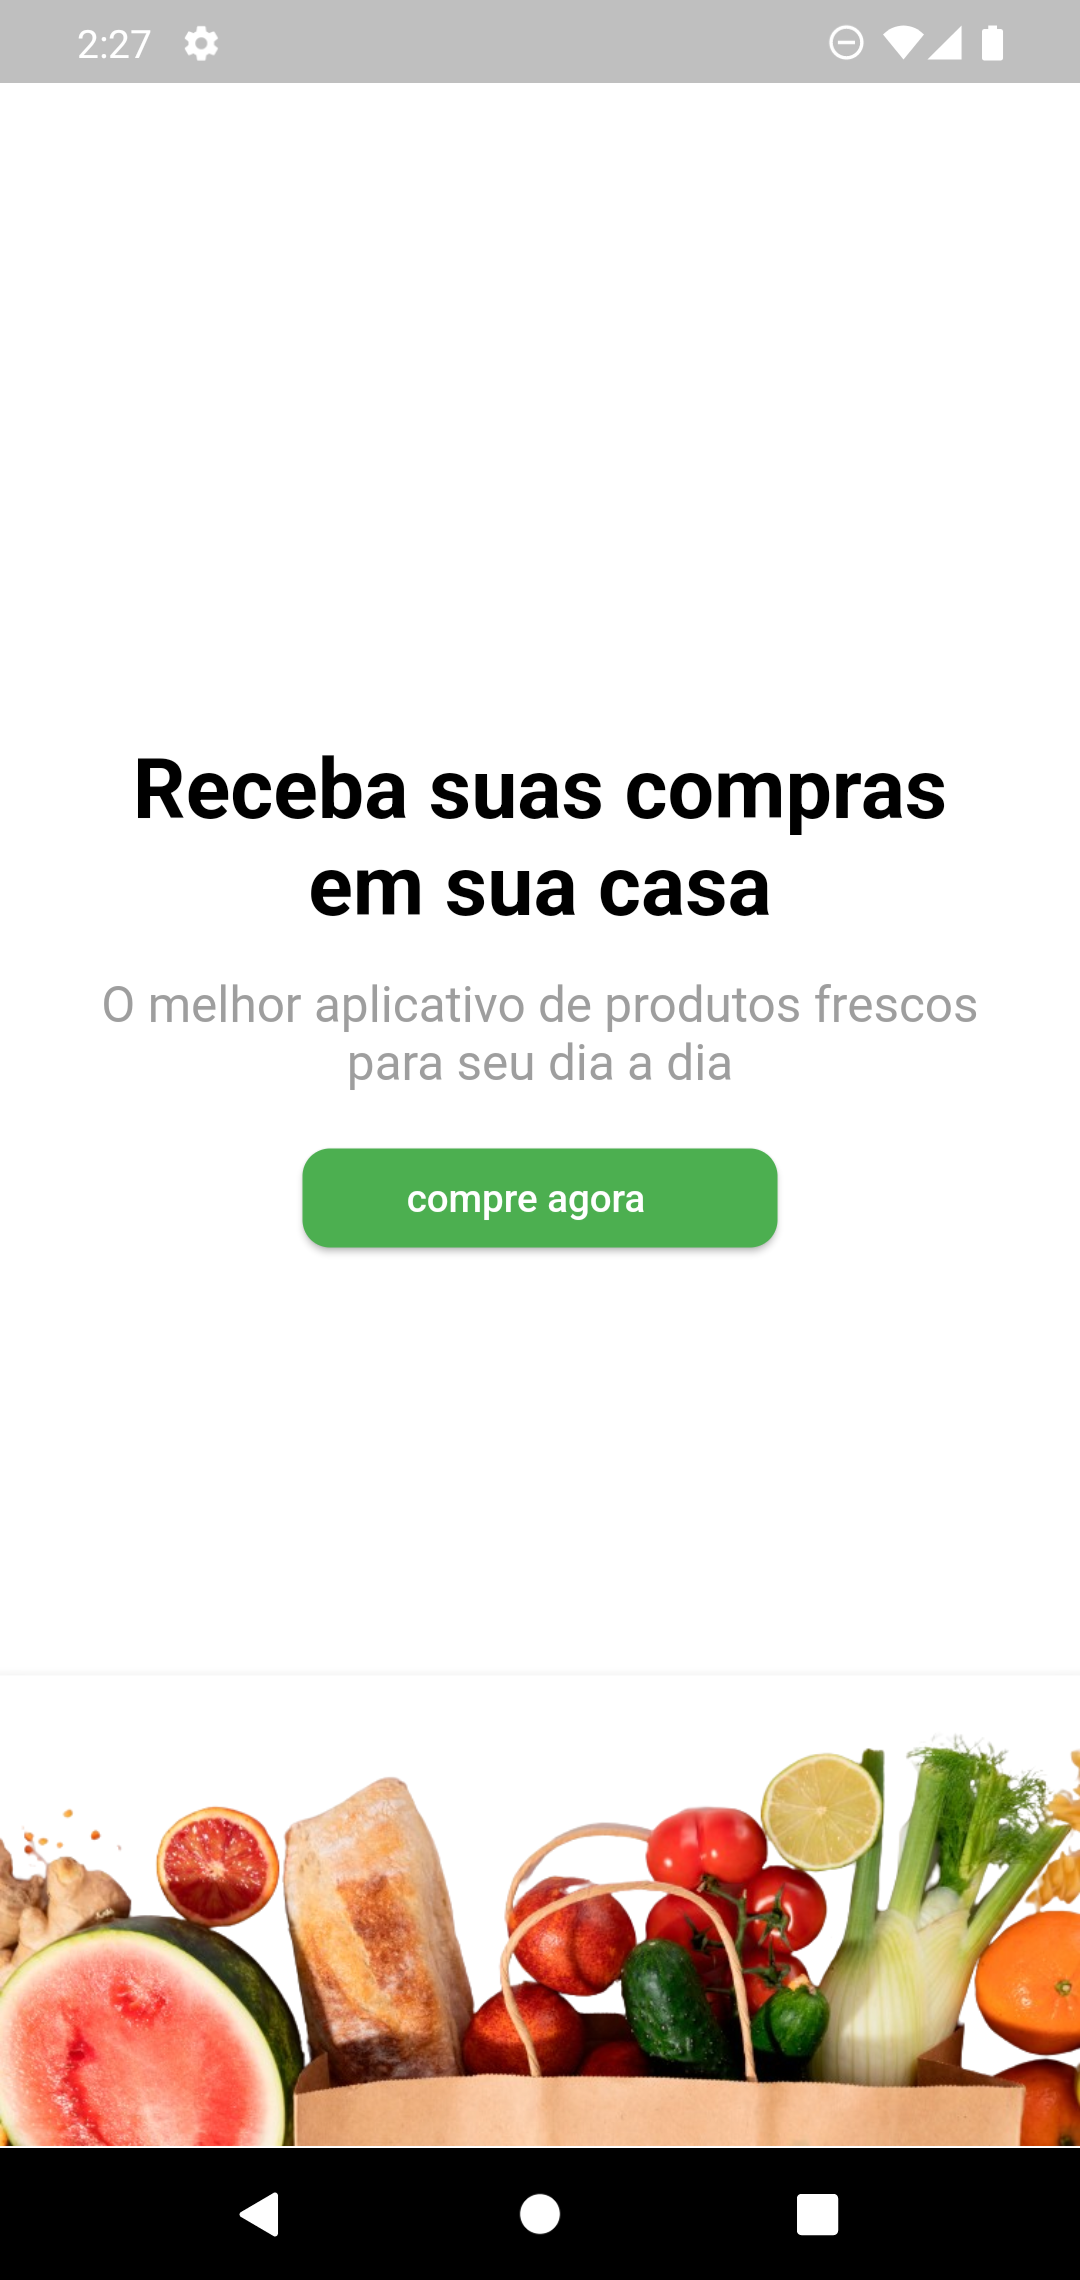 2:27
Receba suas compras
em sua casa
O melhor aplicativo de produtos frescos
para seu dia a dia
compre agora